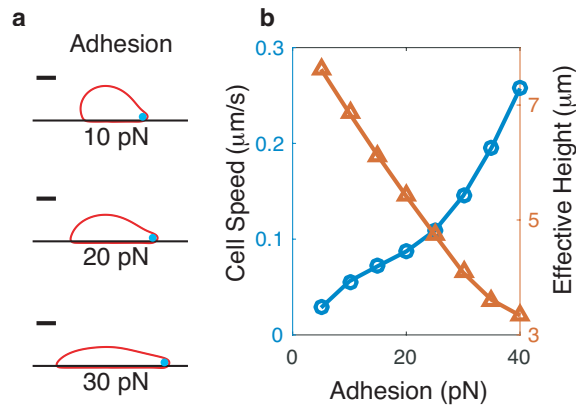 a
Adhesion
10 pN
20 pN
30 pN
b
Cell Speed (μm/s)
0.3
0.2
0.1
0
0
20
40
Adhesion (pN)
7
5
3
Effective Height (μm)